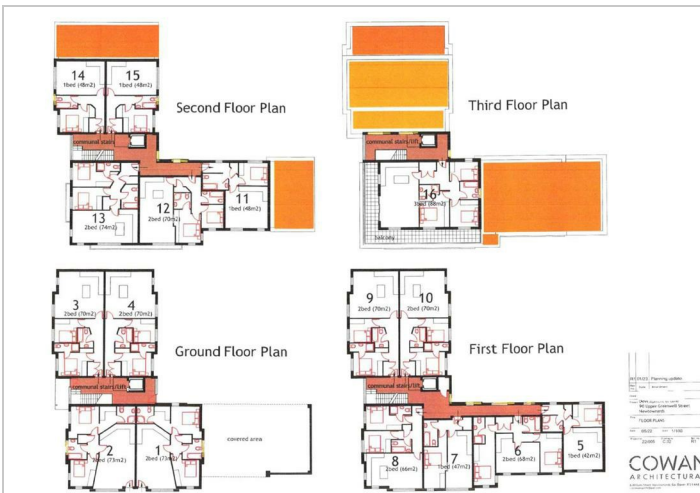 14
1bed (48m2)
15
1bed (48m2)
Second Floor Plan
communal stairs/lift
13
2bed (74m2)
12
2bed (70m2)
11
1bed (48m2)
Third Floor Plan
communal stairs/lift
16
balcony
3
2bed (70m2)
4
2bed (70m2)
Ground Floor Plan
communal stairs/lift
2
2bed (73m2)
1
covered area
9
2bed (70m2)
10
2bed (70m2)
First Floor Plan
communal stairs/lift
8
2bed (66m2)
7
1bed (47m2)
6
2bed (68m2)
5
1bed (42m2)
Planning update
FLOOR PLANS
COWAN
ARCHITECTURA